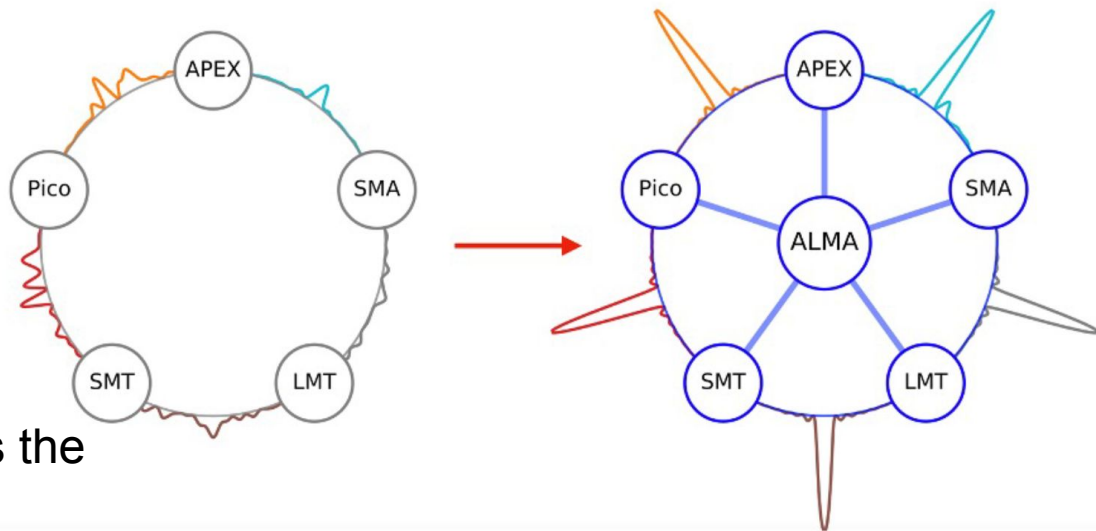 APEX
Pico
SMA
SMT
LMT
APEX
Pico
SMA
ALMA
SMT
LMT
s the